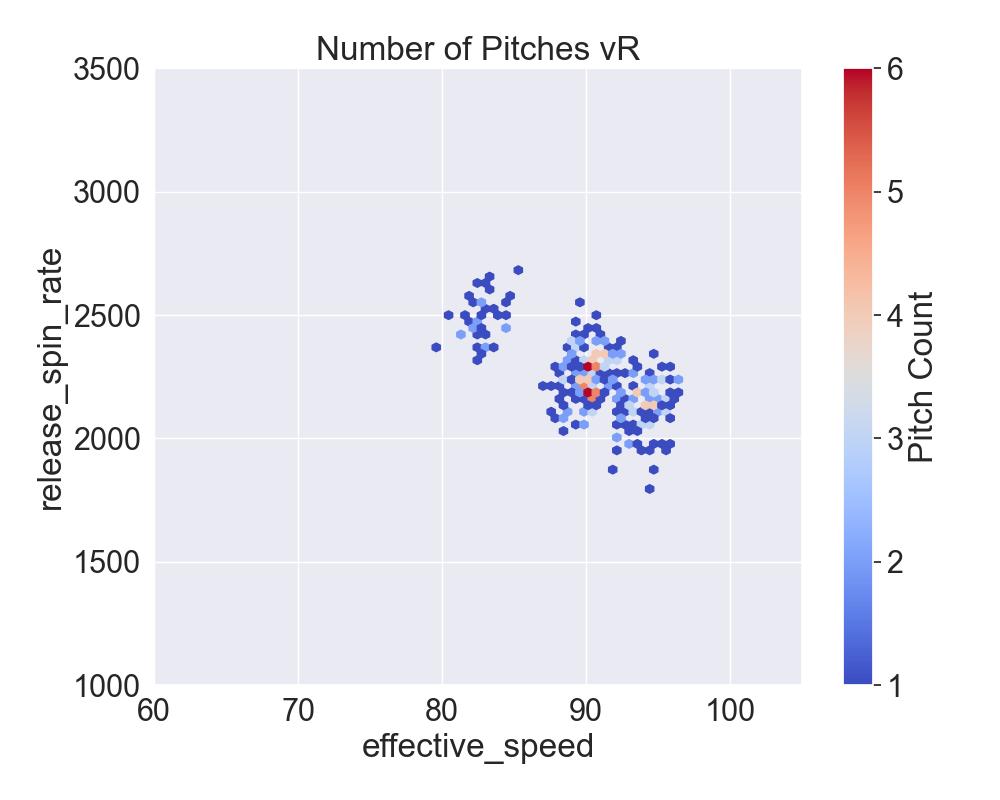 Number of Pitches vR
3500
3000
2500
2000
1500
1000
release_spin_rate
60 70 80 90 100
effective_speed
6
5
4
3
2
1
Pitch Count